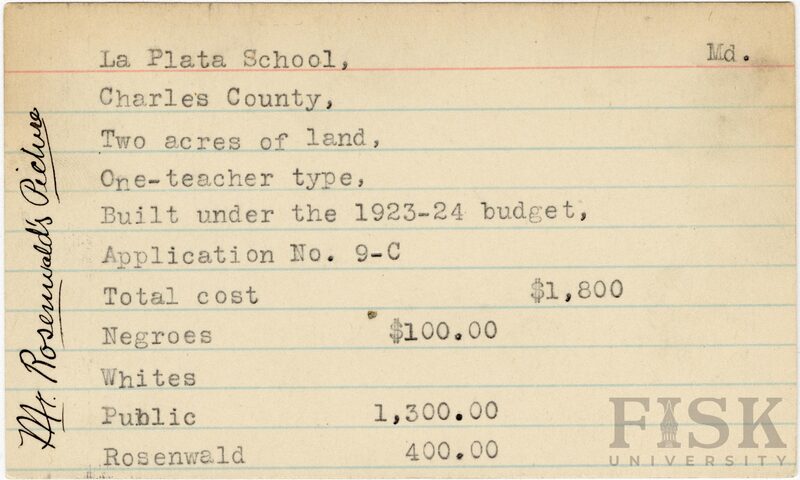 La Plata School, Md.
Charles County,
Two acres of land,
One-teacher type,
Built under the 1923-24 budget,
Application No. 9-C
Total cost $1,800
Negroes $100.00
Whites
Public 1,300.00
Rosenwald 400.00
Mr. Rosenwald's Picture
FISK
UNIVERSITY